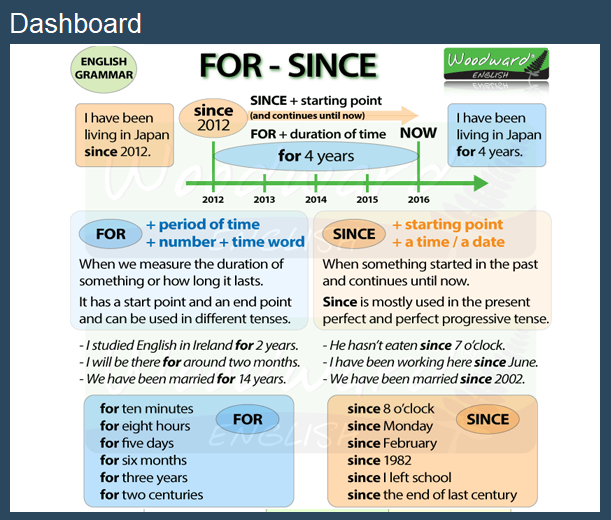 Dashboard
ENGLISH
GRAMMAR
FOR - SINCE
Woodward
ENGLISH
I have been
living in Japan
since 2012.
since
2012
SINCE + starting point
(and continues until now)
FOR + duration of time
NOW
for 4 years
2012 2013 2014 2015 2016
I have been
living in Japan
for 4 years.
FOR
+ period of time
+ number + time word
When we measure the duration of
something or how long it lasts.
It has a start point and an end point
and can be used in different tenses.
- I studied English in Ireland for 2 years.
- I will be there for around two months.
- We have been married for 14 years.
SINCE
+ starting point
+ a time / a date
When something started in the past
and continues until now.
Since is mostly used in the present
perfect and perfect progressive tense.
- He hasn't eaten since 7 o'clock.
- I have been working here since June.
- We have been married since 2002.
for ten minutes
for eight hours
for five days
for six months
for three years
for two centuries
FOR
since 8 o'clock
since Monday
since February
since 1982
since I left school
since the end of last century
SINCE
Woodward
ENGLISH